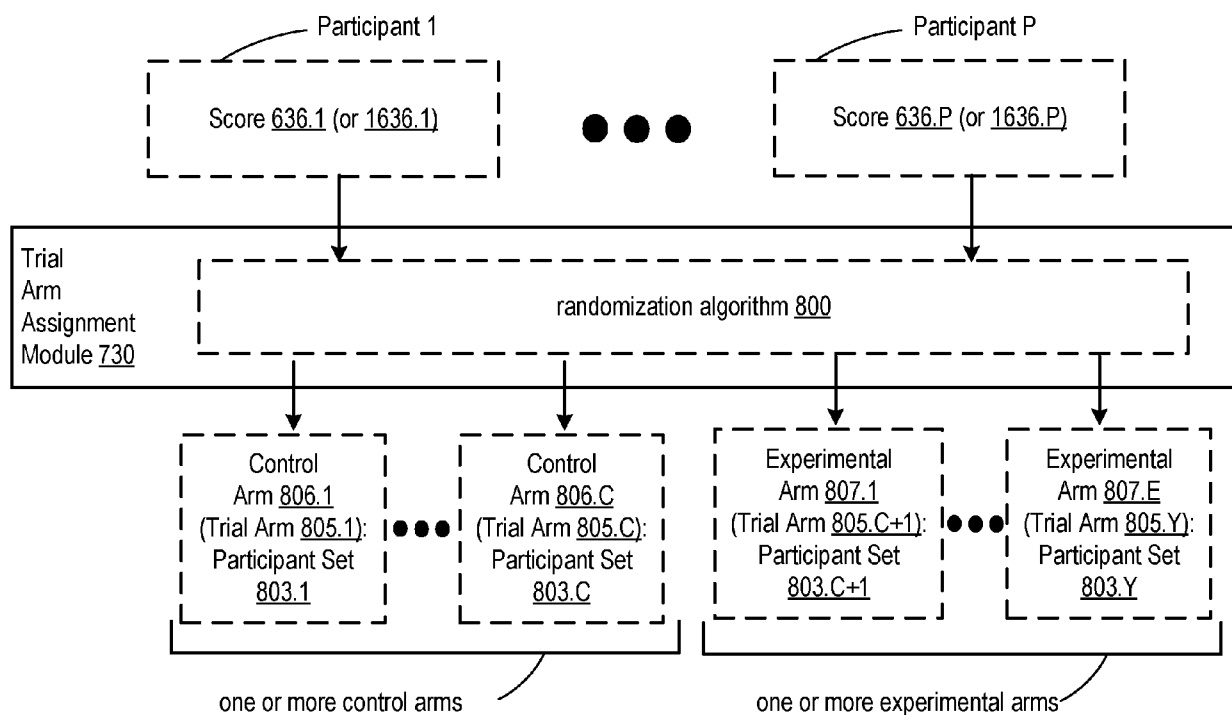 Participant 1
Participant P
Score 636.1 (or 1636.1)
Score 636.P (or 1636.P)
Trial
Arm
Assignment
Module 730
randomization algorithm 800
Control
Arm 806.1
(Trial Arm 805.1):
Participant Set
803.1
Control
Arm 806.C
(Trial Arm 805.C):
Participant Set
803.C
Experimental
Arm 807.1
(Trial Arm 805.C+1):
Participant Set
803.C+1
Experimental
Arm 807.E
(Trial Arm 805.Y):
Participant Set
803.Y
one or more control arms
one or more experimental arms